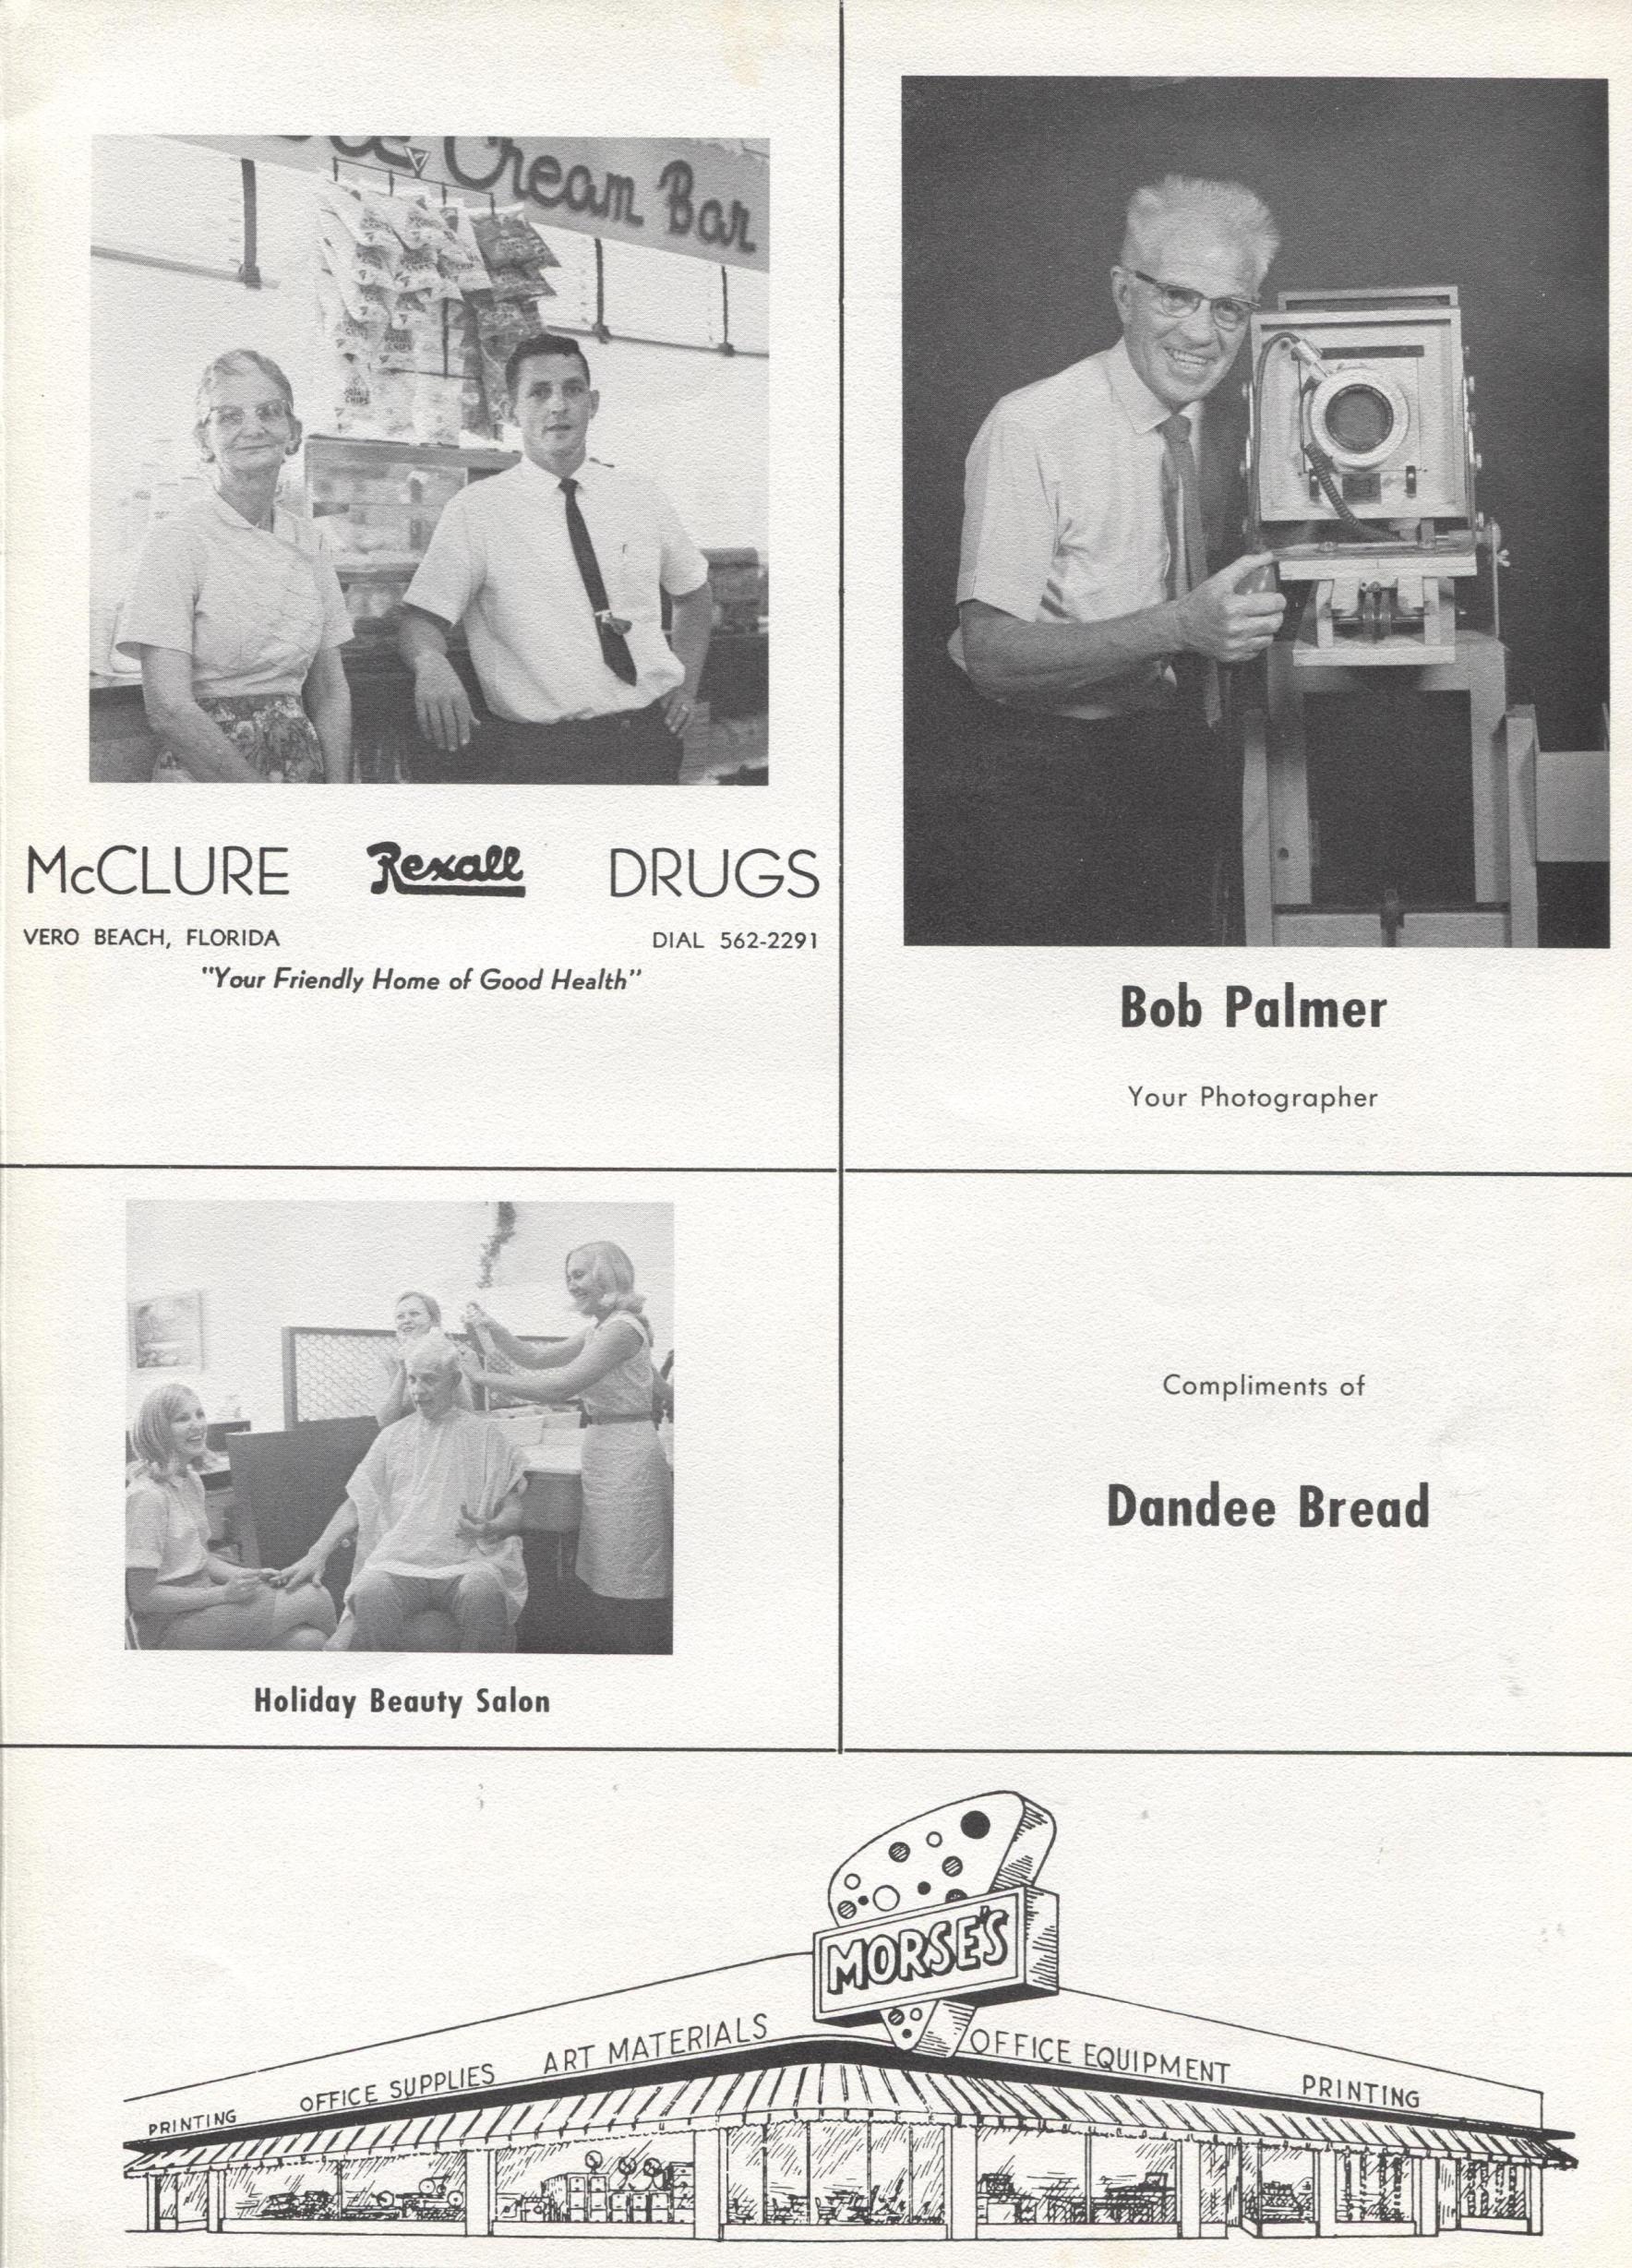 Cream Bar
McCLURE Rexall DRUGS
VERO BEACH, FLORIDA DIAL 562-2291
"Your Friendly Home of Good Health"
Bob Palmer
Your Photographer
Holiday Beauty Salon
Compliments of
Dandee Bread
MORSE'S
PRINTING OFFICE SUPPLIES ART MATERIALS OFFICE EQUIPMENT PRINTING